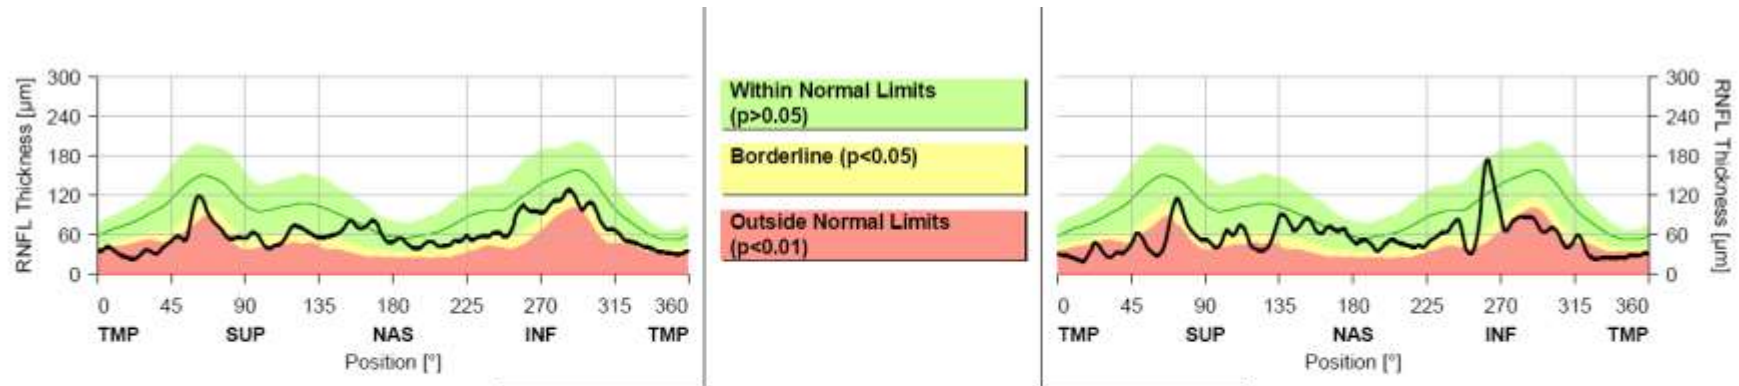 RNFL Thickness [µm]
300
240
180
120
60
0
0 45 90 135 180 225 270 315 360
TMP SUP NAS INF TMP
Position [°]
Within Normal Limits
(p>0.05)
Borderline (p<0.05)
Outside Normal Limits
(p<0.01)
300
240
180
120
60
0
RNFL Thickness [µm]
0 45 90 135 180 225 270 315 360
TMP SUP NAS INF TMP
Position [°]